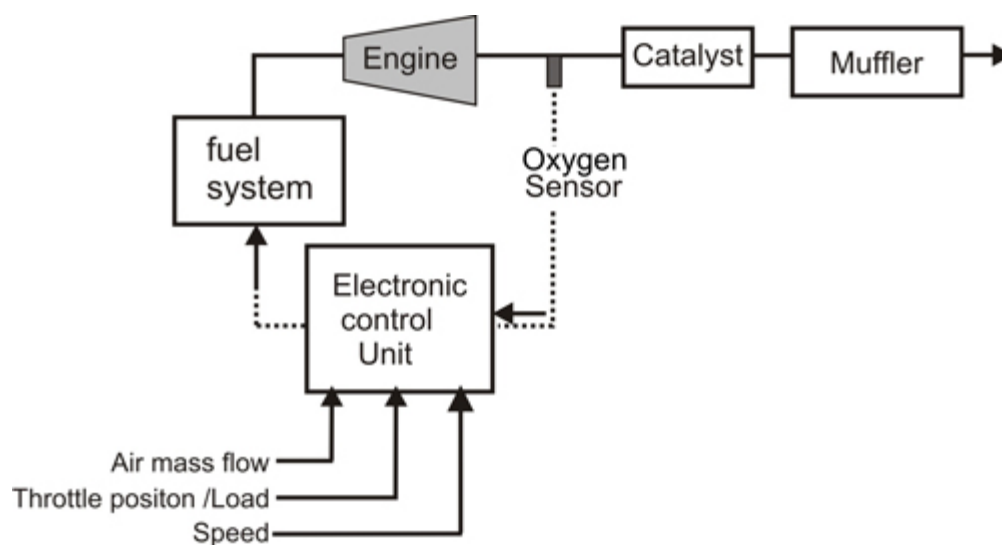 Engine
Catalyst
Muffler
fuel
system
Oxygen
Sensor
Electronic
control
Unit
Air mass flow
Throttle positon /Load
Speed